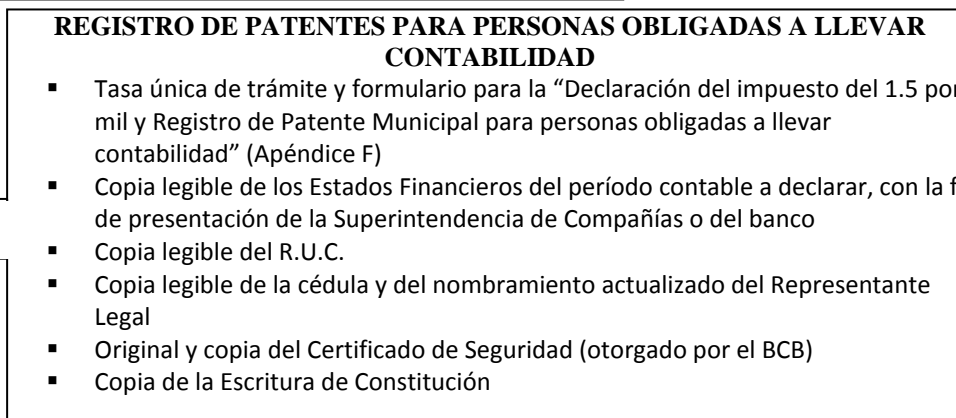 REGISTRO DE PATENTES PARA PERSONAS OBLIGADAS A LLEVAR
CONTABILIDAD
▪ Tasa única de trámite y formulario para la “Declaración del impuesto del 1.5 por
mil y Registro de Patente Municipal para personas obligadas a llevar
contabilidad” (Apéndice F)
▪ Copia legible de los Estados Financieros del período contable a declarar, con la
de presentación de la Superintendencia de Compañías o del banco
▪ Copia legible del R.U.C.
▪ Copia legible de la cédula y del nombramiento actualizado del Representante
Legal
▪ Original y copia del Certificado de Seguridad (otorgado por el BCB)
▪ Copia de la Escritura de Constitución